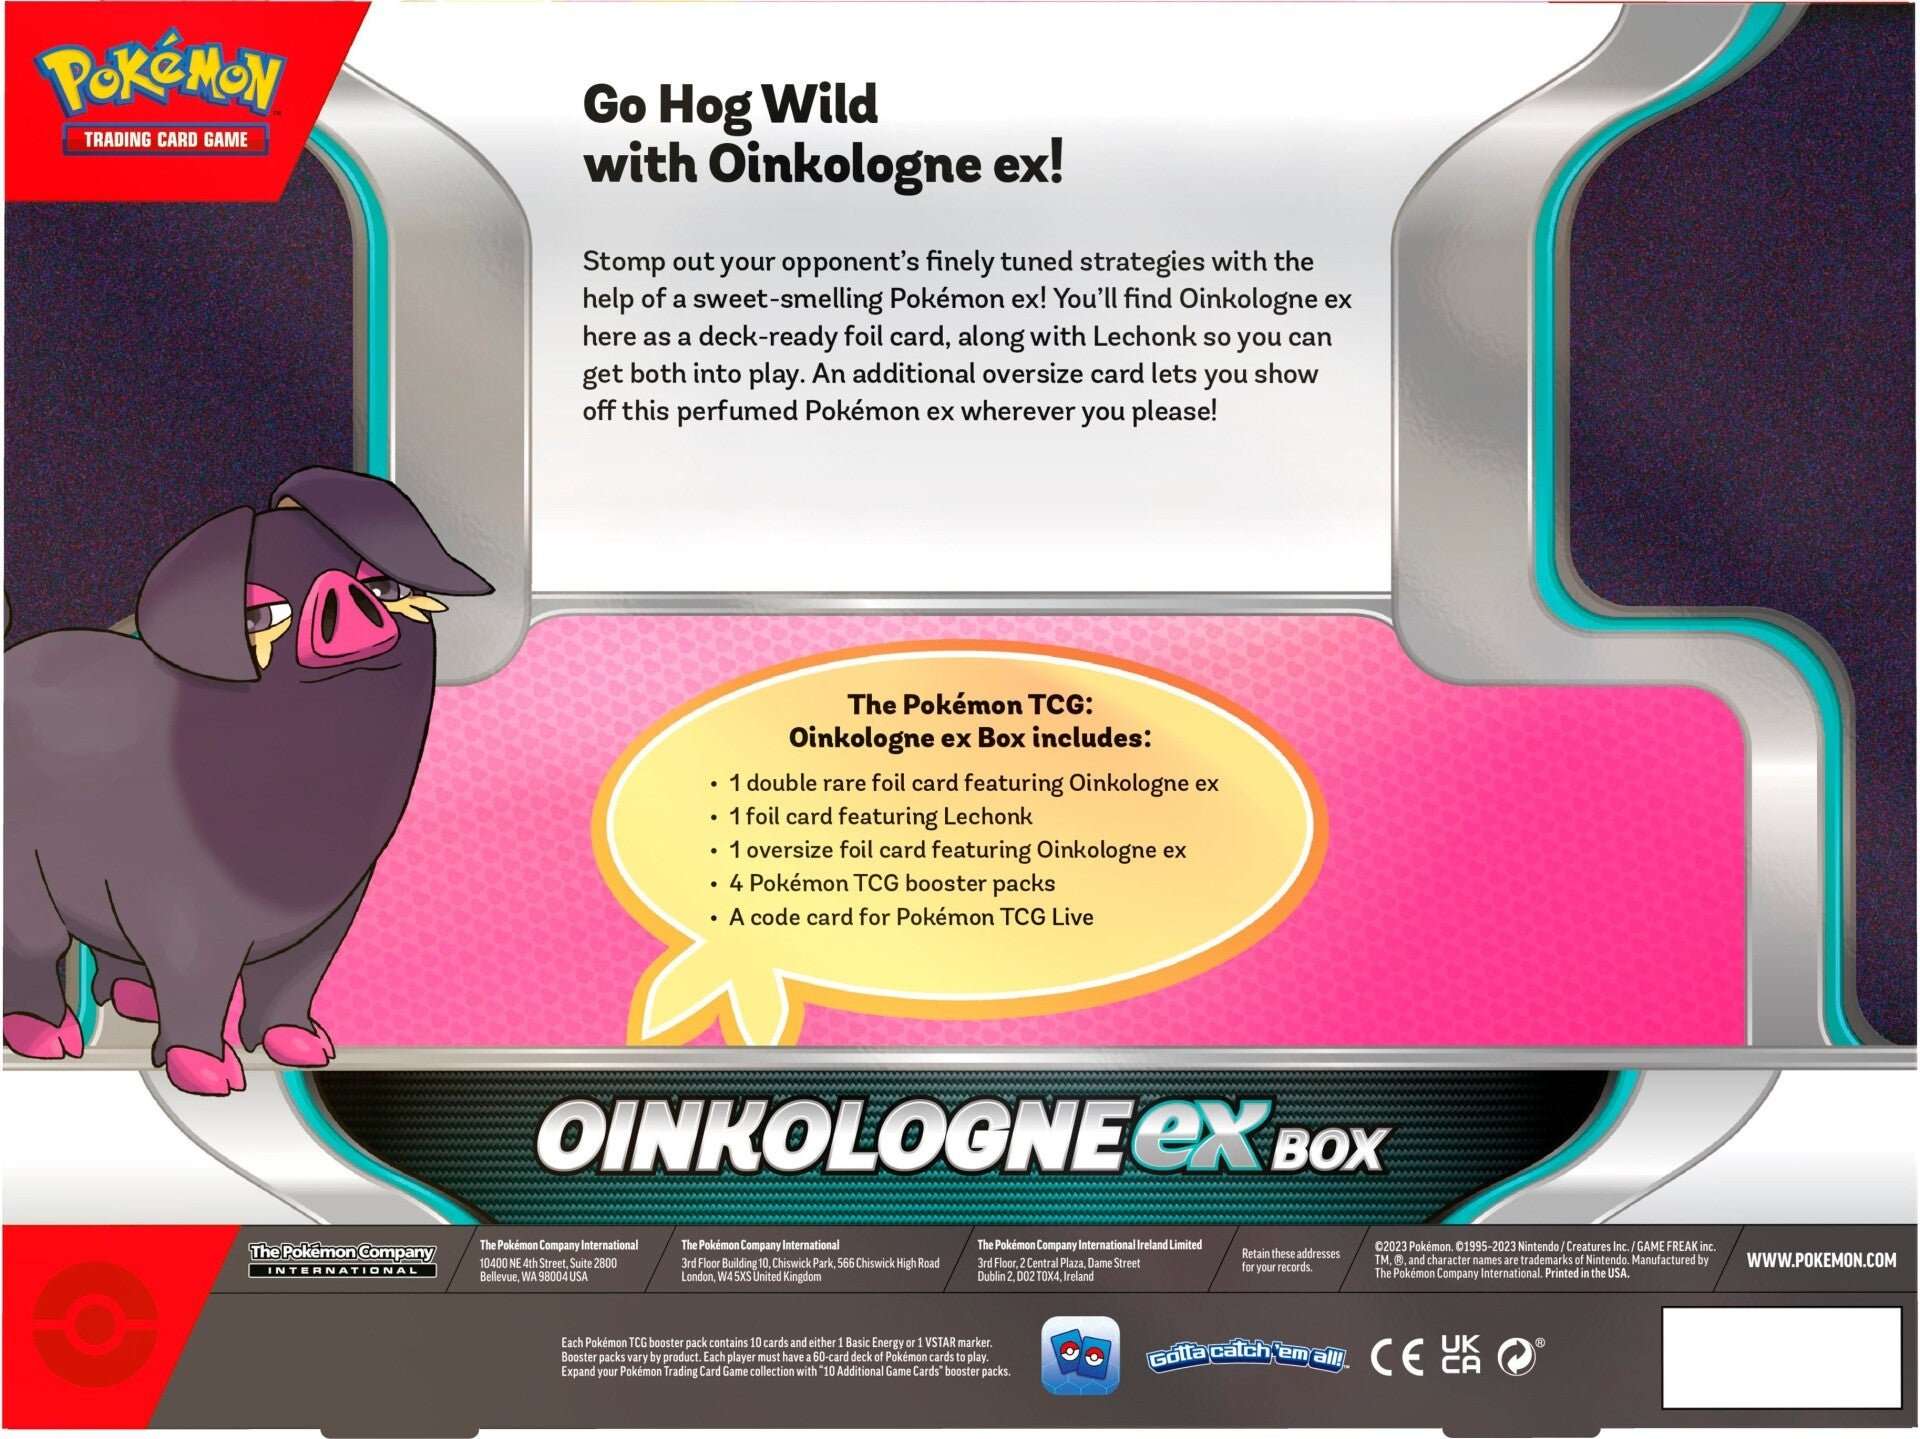 POKéMON
TRADING CARD GAME
Go Hog Wild
with Oinkologne ex!
Stomp out your opponent's finely tuned strategies with the
help of a sweet-smelling Pokémon ex! You'll find Oinkologne ex
here as a deck-ready foil card, along with Lechonk so you can
get both into play. An additional oversize card lets you show
off this perfumed Pokémon ex wherever you please!
The Pokémon TCG:
Oinkologne ex Box includes:
• 1 double rare foil card featuring Oinkologne ex
• 1 foil card featuring Lechonk
• 1 oversize foil card featuring Oinkologne ex
• 4 Pokémon TCG booster packs
• A code card for Pokémon TCG Live
OINKOLOGNE ex BOX
The Pokémon Company
INTERNATIONAL
The Pokémon Company International
10400 NE 4th Street, Suite 2800
Bellevue, WA 98004 USA
The Pokémon Company International
3rd Floor Building 10, Chiswick Park, 566 Chiswick High Road
London, W4 5XS United Kingdom
The Pokémon Company International Ireland Limited
3rd Floor, 2 Central Plaza, Dame Street
Dublin 2, D02 T0X4, Ireland
Retain these addresses
for your records.
©2023 Pokémon. ©1995-2023 Nintendo / Creatures Inc. / GAME FREAK inc.
TM, ®, and character names are trademarks of Nintendo. Manufactured by
The Pokémon Company International. Printed in the USA.
WWW.POKEMON.COM
Each Pokémon TCG booster pack contains 10 cards and either 1 Basic Energy or 1 VSTAR marker.
Booster packs vary by product. Each player must have a 60-card deck of Pokémon cards to play.
Expand your Pokémon Trading Card Game collection with "10 Additional Game Cards" booster packs.
Gotta catch 'em all!™
CE
UK
CA
®